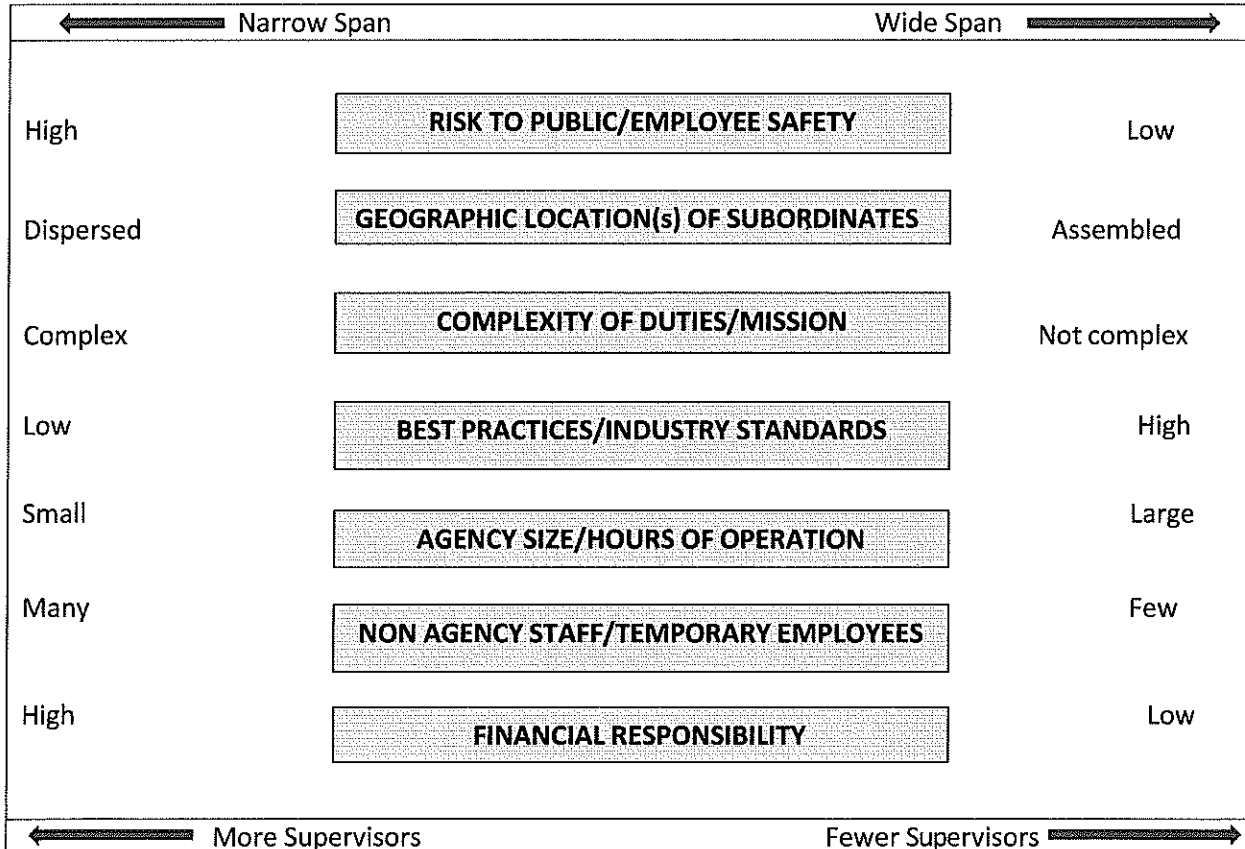 Narrow Span Wide Span
High RISK TO PUBLIC/EMPLOYEE SAFETY Low
Dispersed GEOGRAPHIC LOCATION(s) OF SUBORDINATES Assembled
Complex COMPLEXITY OF DUTIES/MISSION Not complex
Low BEST PRACTICES/INDUSTRY STANDARDS High
Small AGENCY SIZE/HOURS OF OPERATION Large
Many NON AGENCY STAFF/TEMPORARY EMPLOYEES Few
High FINANCIAL RESPONSIBILITY Low
More Supervisors Fewer Supervisors